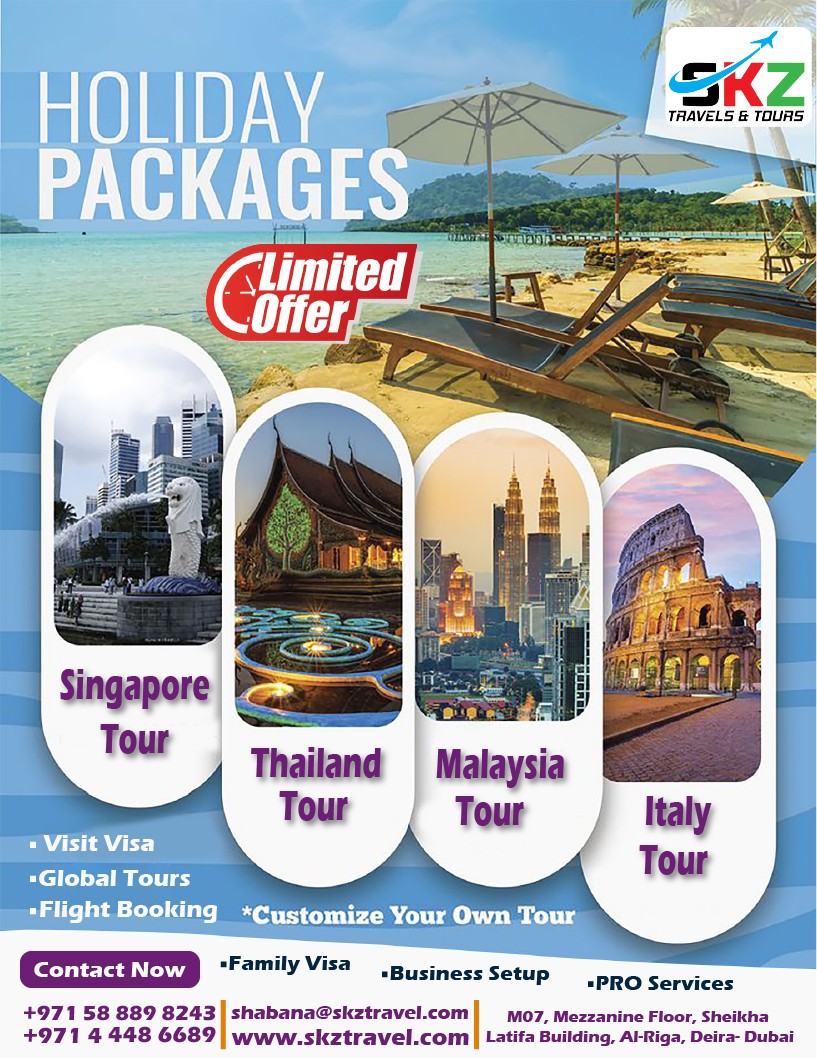 SKZ
TRAVELS & TOURS
HOLIDAY
PACKAGES
Limited
Offer
Singapore
Tour
Thailand
Tour
Malaysia
Tour
Italy
Tour
▪ Visit Visa
▪Global Tours
▪Flight Booking
*Customize Your Own Tour
Contact Now
▪Family Visa
▪Business Setup
▪PRO Services
+971 58 889 8243
+971 4 448 6689
shabana@skztravel.com
www.skztravel.com
M07, Mezzanine Floor, Sheikha
Latifa Building, Al-Riga, Deira- Dubai